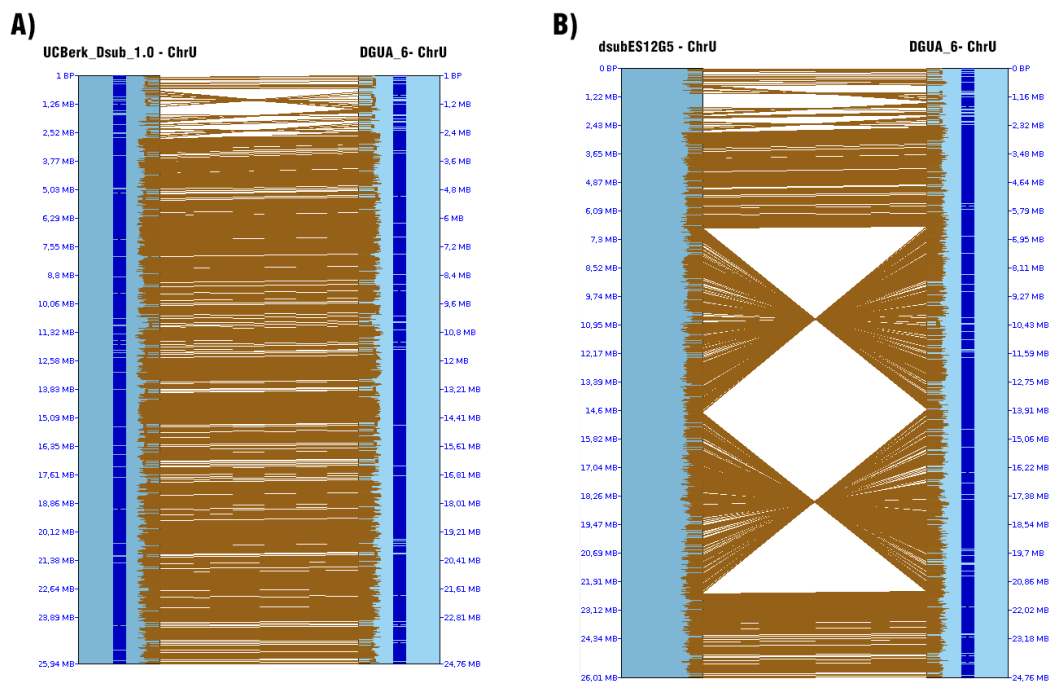 A)
UCBerk_Dsub_1.0 - ChrU
DGUA_6- ChrU
1 BP
1,26 MB
2,52 MB
3,77 MB
5,03 MB
6,29 MB
7,55 MB
8,8 MB
10,06 MB
11,32 MB
12,58 MB
13,83 MB
15,09 MB
16,35 MB
17,61 MB
18,86 MB
20,12 MB
21,38 MB
22,64 MB
23,89 MB
25,94 MB
1 BP
1,2 MB
2,4 MB
3,6 MB
4,8 MB
6 MB
7,2 MB
8,4 MB
9,6 MB
10,8 MB
12 MB
13,21 MB
14,41 MB
15,61 MB
16,81 MB
18,01 MB
19,21 MB
20,41 MB
22,81 MB
24,76 MB
B)
dsubES12G5 - ChrU
DGUA_6- ChrU
0 BP
1,22 MB
2,43 MB
3,65 MB
4,87 MB
6,09 MB
7,3 MB
8,52 MB
9,74 MB
10,95 MB
12,17 MB
13,39 MB
14,6 MB
15,82 MB
17,04 MB
18,26 MB
19,47 MB
20,69 MB
21,91 MB
23,12 MB
24,34 MB
26,01 MB
0 BP
1,16 MB
2,32 MB
3,48 MB
4,64 MB
5,79 MB
6,95 MB
8,11 MB
9,27 MB
10,43 MB
11,59 MB
12,75 MB
13,91 MB
15,06 MB
16,22 MB
17,38 MB
18,54 MB
19,7 MB
20,86 MB
22,02 MB
23,18 MB
24,76 MB